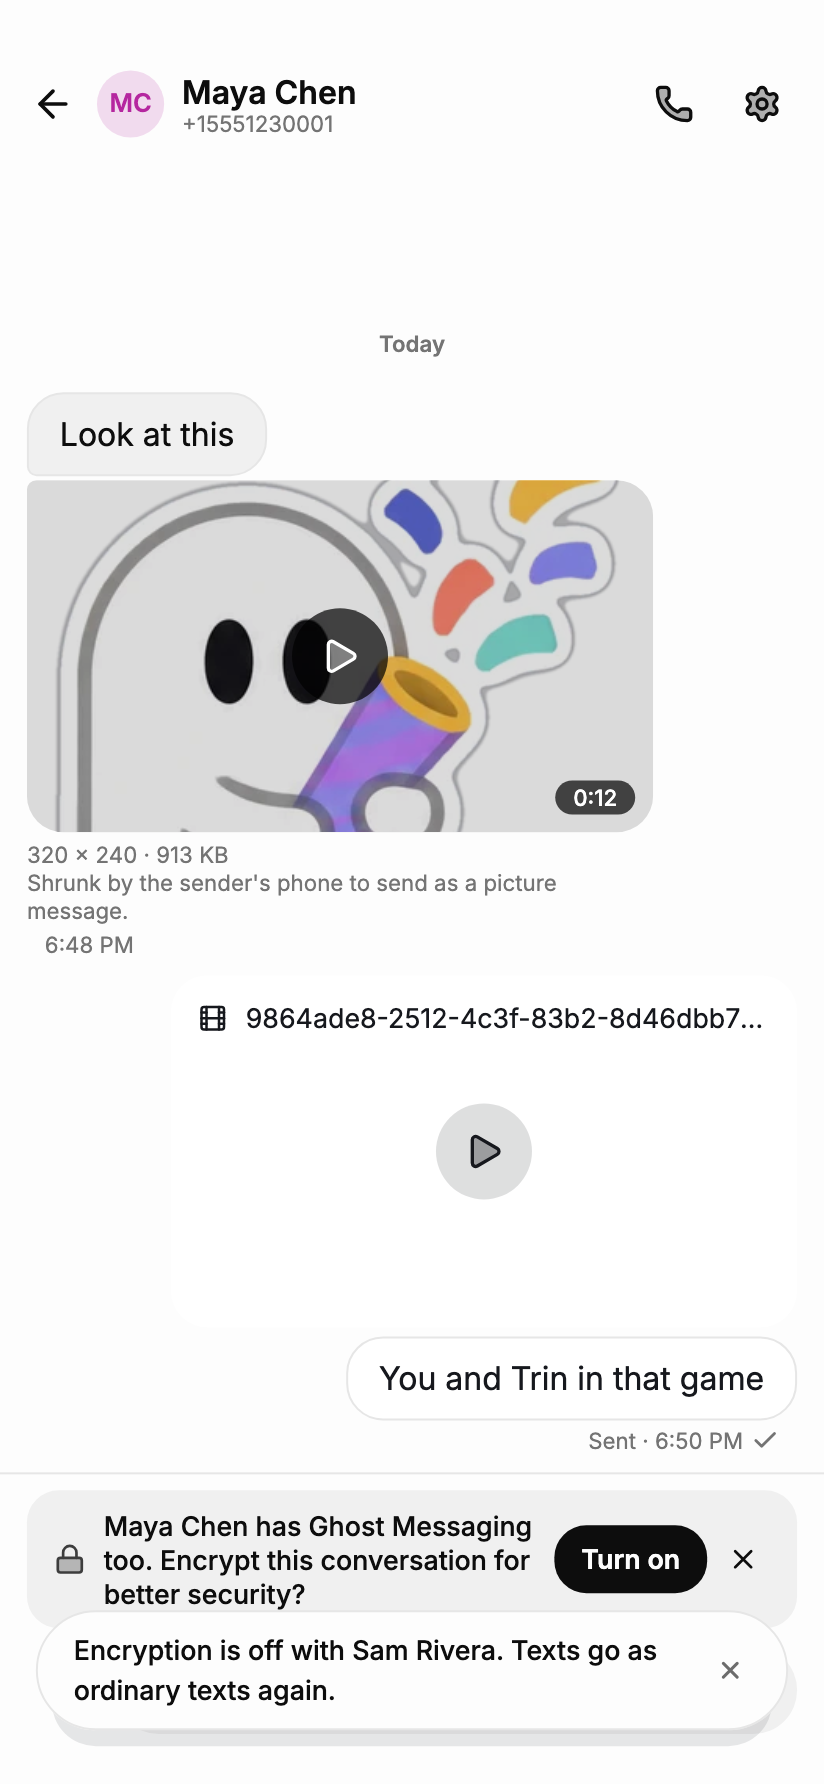 MC
Maya Chen
+15551230001
Today
Look at this
0:12
320 × 240 · 913 KB
Shrunk by the sender's phone to send as a picture
message.
6:48 PM
9864ade8-2512-4c3f-83b2-8d46dbb7...
You and Trin in that game
Sent · 6:50 PM
Maya Chen has Ghost Messaging
too. Encrypt this conversation for
better security?
Turn on
Encryption is off with Sam Rivera. Texts go as
ordinary texts again.